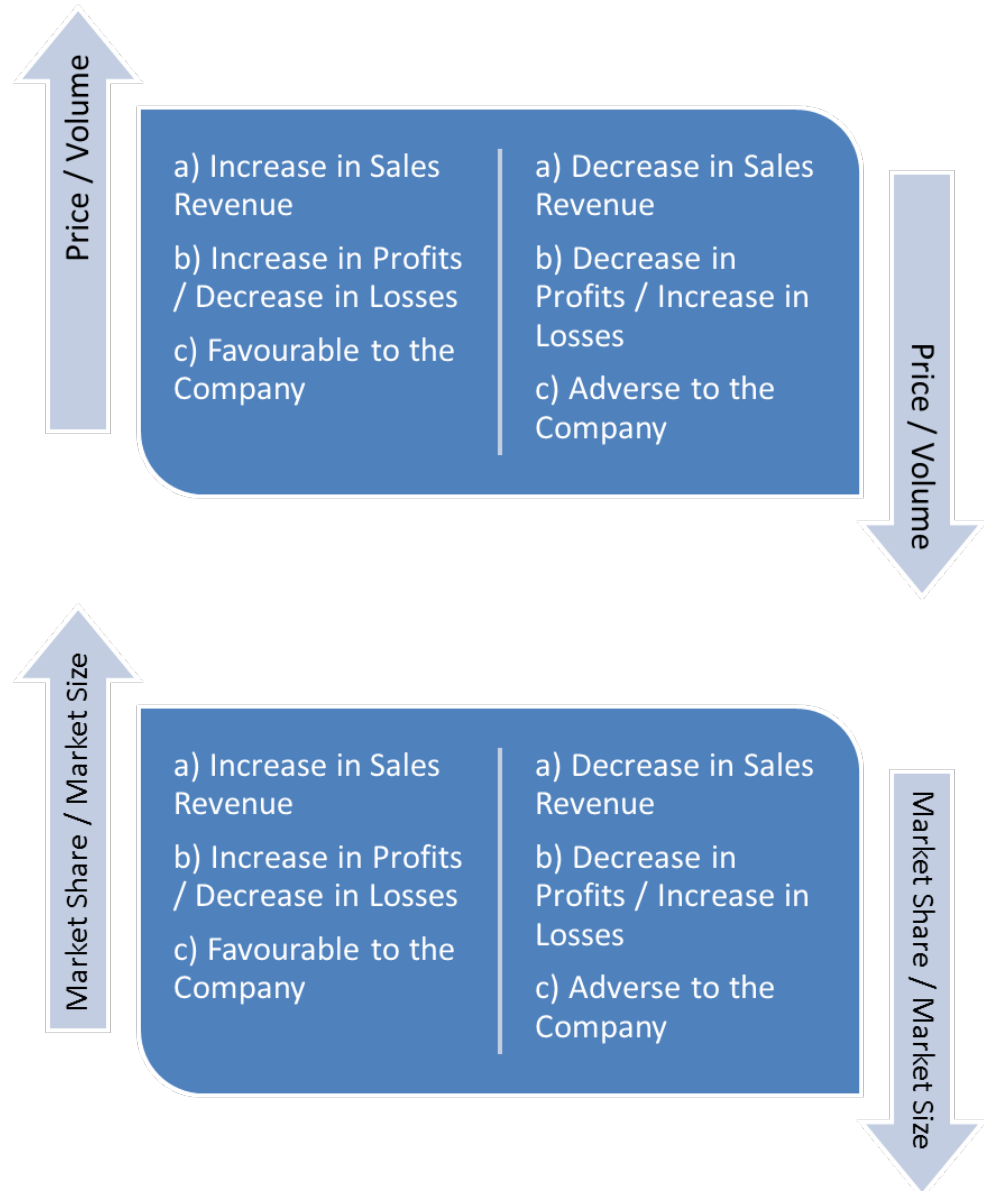 Price / Volume
a) Increase in Sales
Revenue
b) Increase in Profits
/ Decrease in Losses
c) Favourable to the
Company
a) Decrease in Sales
Revenue
b) Decrease in
Profits / Increase in
Losses
c) Adverse to the
Company
Price / Volume
Market Share / Market Size
a) Increase in Sales
Revenue
b) Increase in Profits
/ Decrease in Losses
c) Favourable to the
Company
a) Decrease in Sales
Revenue
b) Decrease in
Profits / Increase in
Losses
c) Adverse to the
Company
Market Share / Market Size